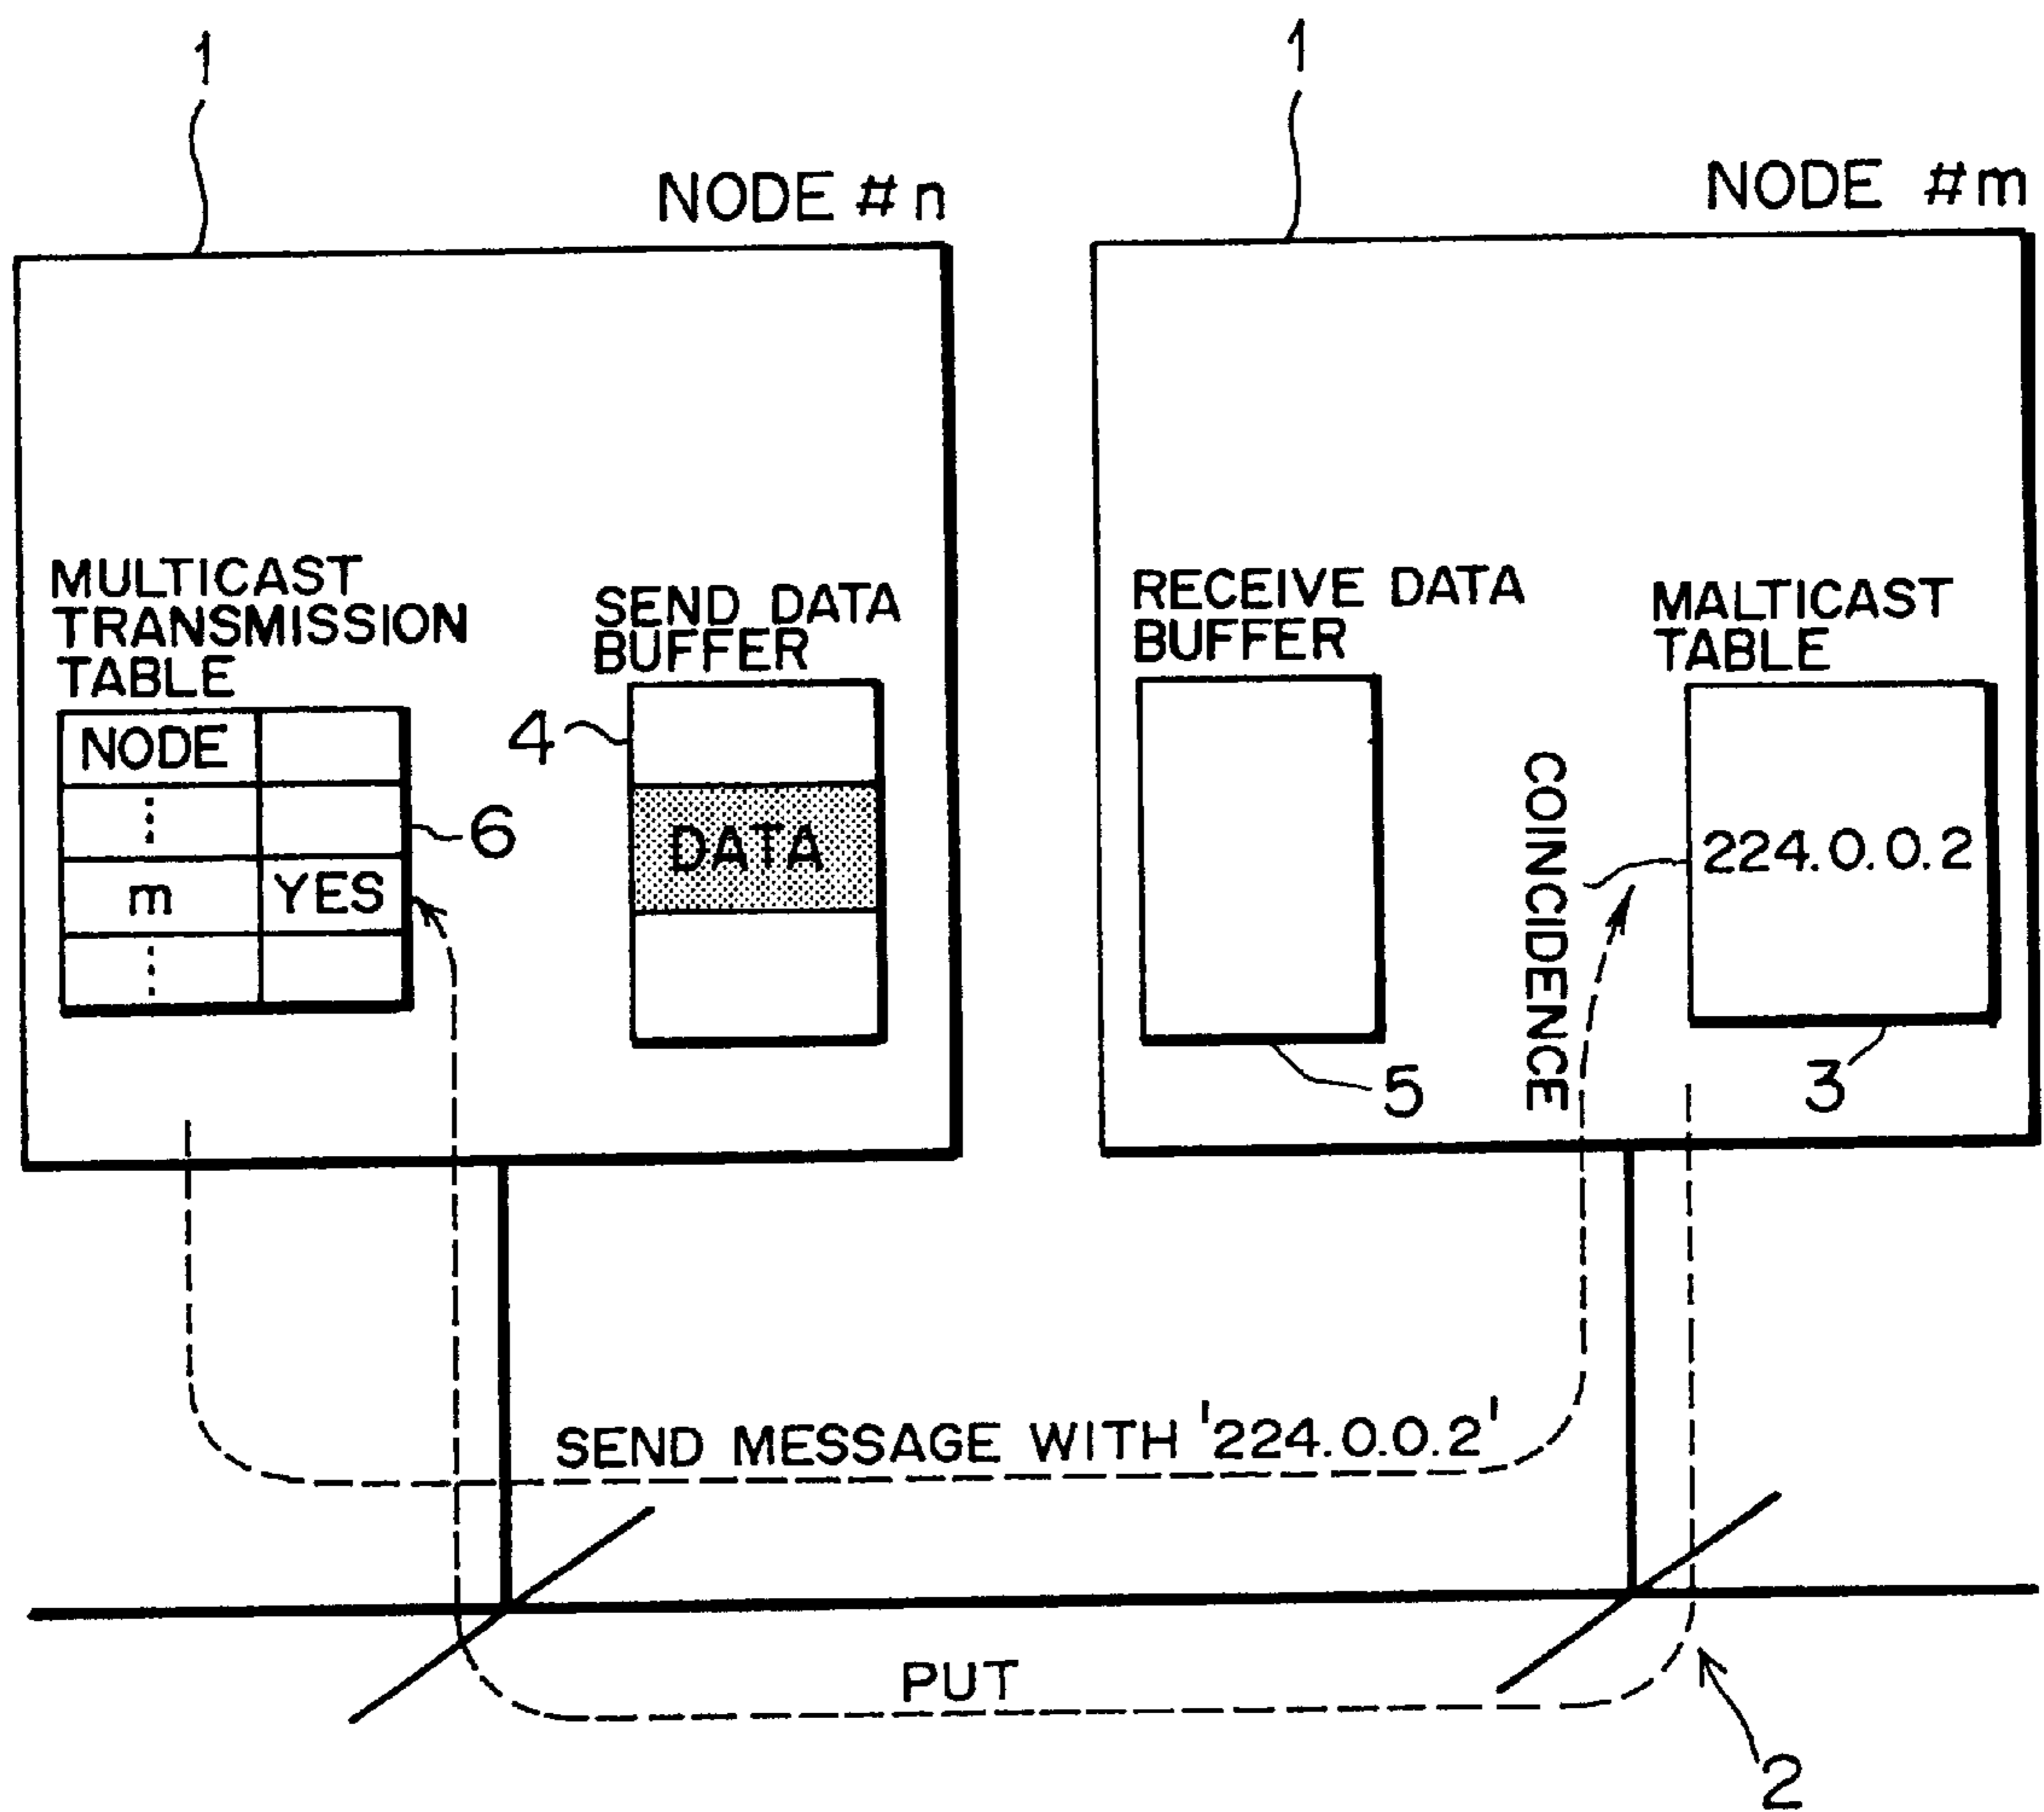 1
1
NODE #n
NODE #m
MULTICAST
TRANSMISSION
TABLE
SEND DATA
BUFFER
RECEIVE DATA
BUFFER
MALTICAST
TABLE
NODE
4
6
DATA
m
YES
COINCIDENCE
224.0.0.2
5
3
SEND MESSAGE WITH '224.0.0.2'
PUT
2